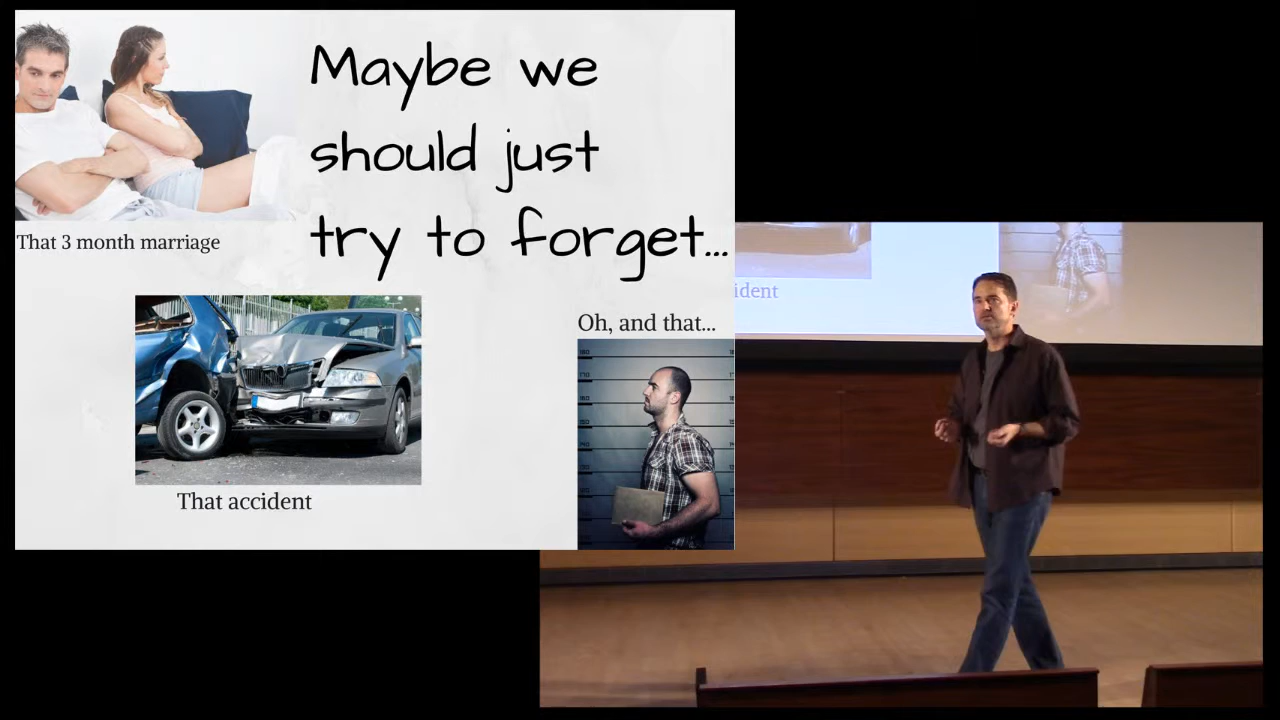 Maybe we
should just
try to forget...
That 3 month marriage
Oh, and that...
That accident
ident